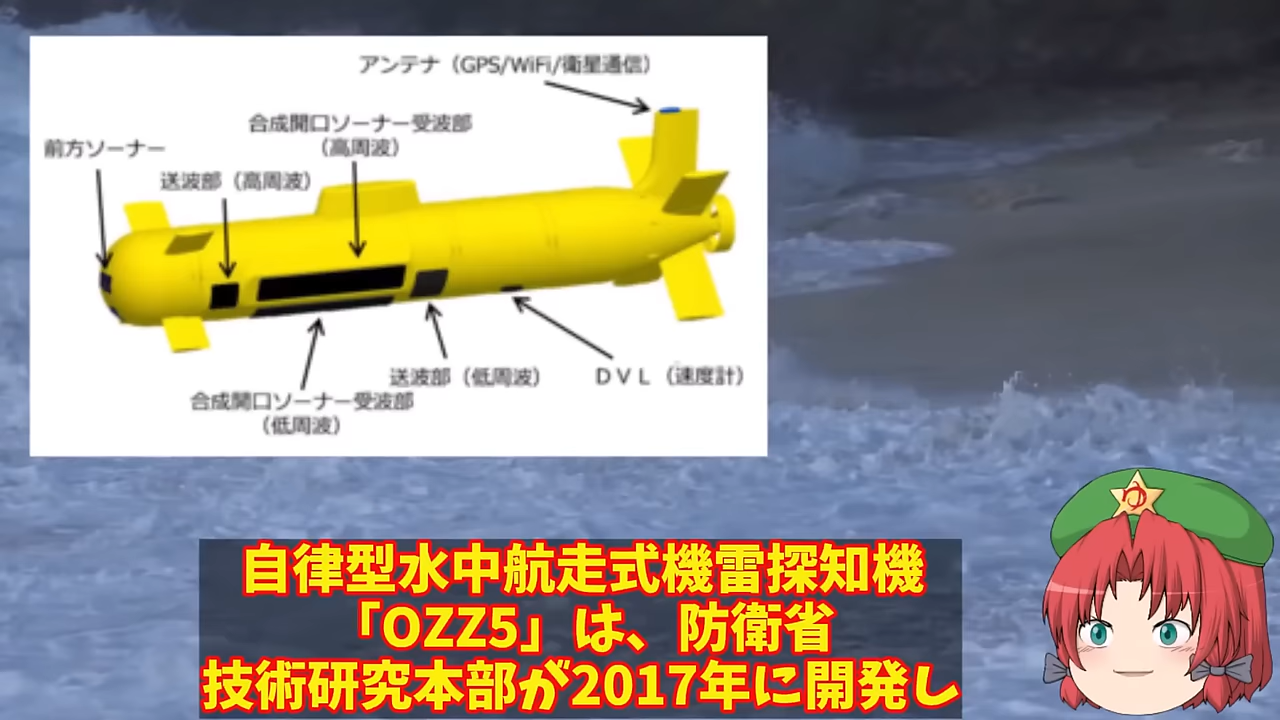 アンテナ（GPS/WiFi/衛星通信）
合成開口ソーナー受波部
（高周波）
前方ソーナー
送波部（高周波）
送波部（低周波）
DVL（速度計）
合成開口ソーナー受波部
（低周波）
ゆ
自律型水中航走式機雷探知機
「OZZ5」は、防衛省
技術研究本部が2017年に開発し